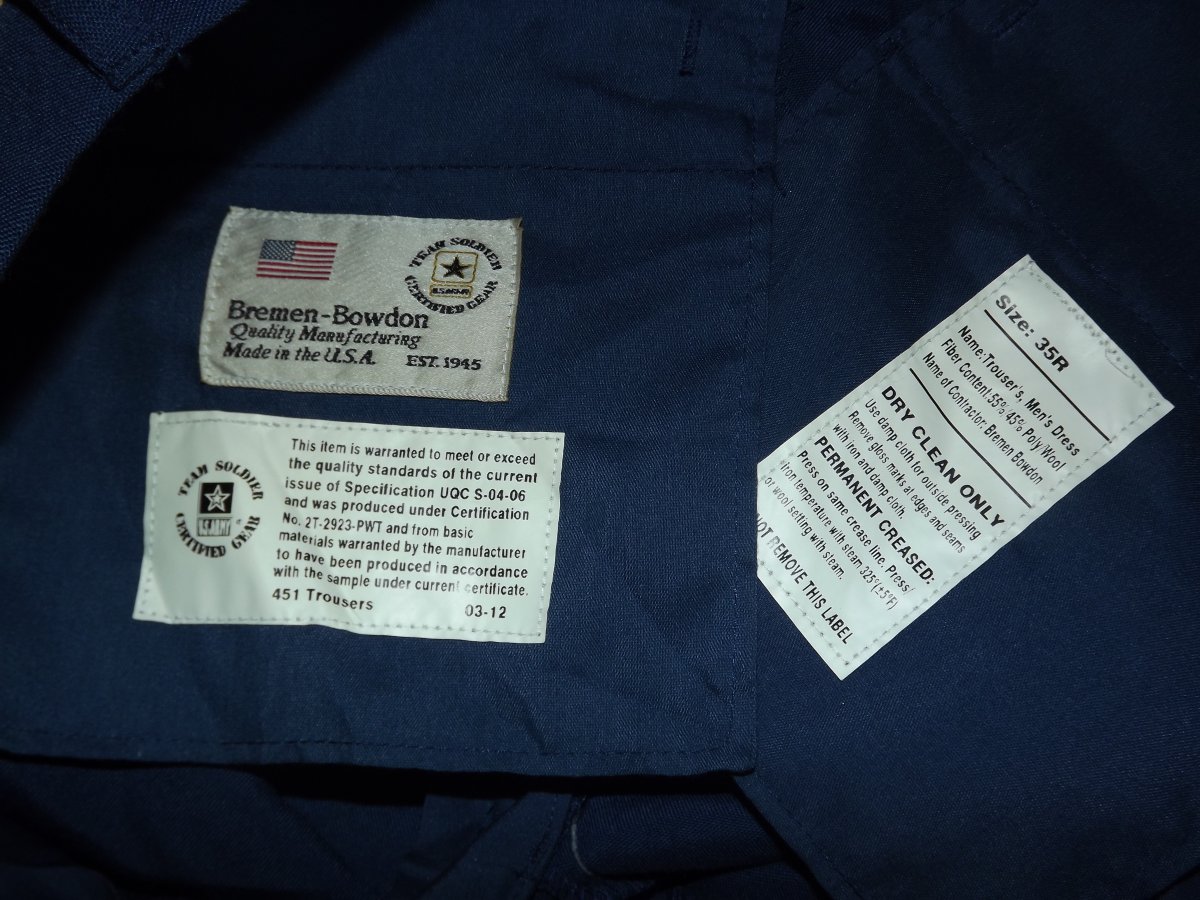 TEAM SOLDIER
U.S.ARMY
CERTIFIED GEAR
Bremen-Bowdon
Quality Manufacturing
Made in the U.S.A. EST. 1945
TEAM SOLDIER
U.S.ARMY
CERTIFIED GEAR
This item is warranted to meet or exceed
the quality standards of the current
issue of Specification UQC S-04-06
and was produced under Certification
No. 2T-2923-PWT and from basic
materials warranted by the manufacturer
to have been produced in accordance
with the sample under current certificate.
451 Trousers 03-12
Size: 35R
Name:Trouser's, Men's Dress
Fiber Content:55% 45% Poly/Wool
Name of Contractor: Bremen Bowdon
DRY CLEAN ONLY
Use damp cloth for outside pressing
Remove gloss marks at edges and seams
with iron and damp cloth.
PERMANENT CREASED:
Press on same crease line. Press/
iron temperature with steam 325°(±5°F)
or wool setting with steam.
NOT REMOVE THIS LABEL